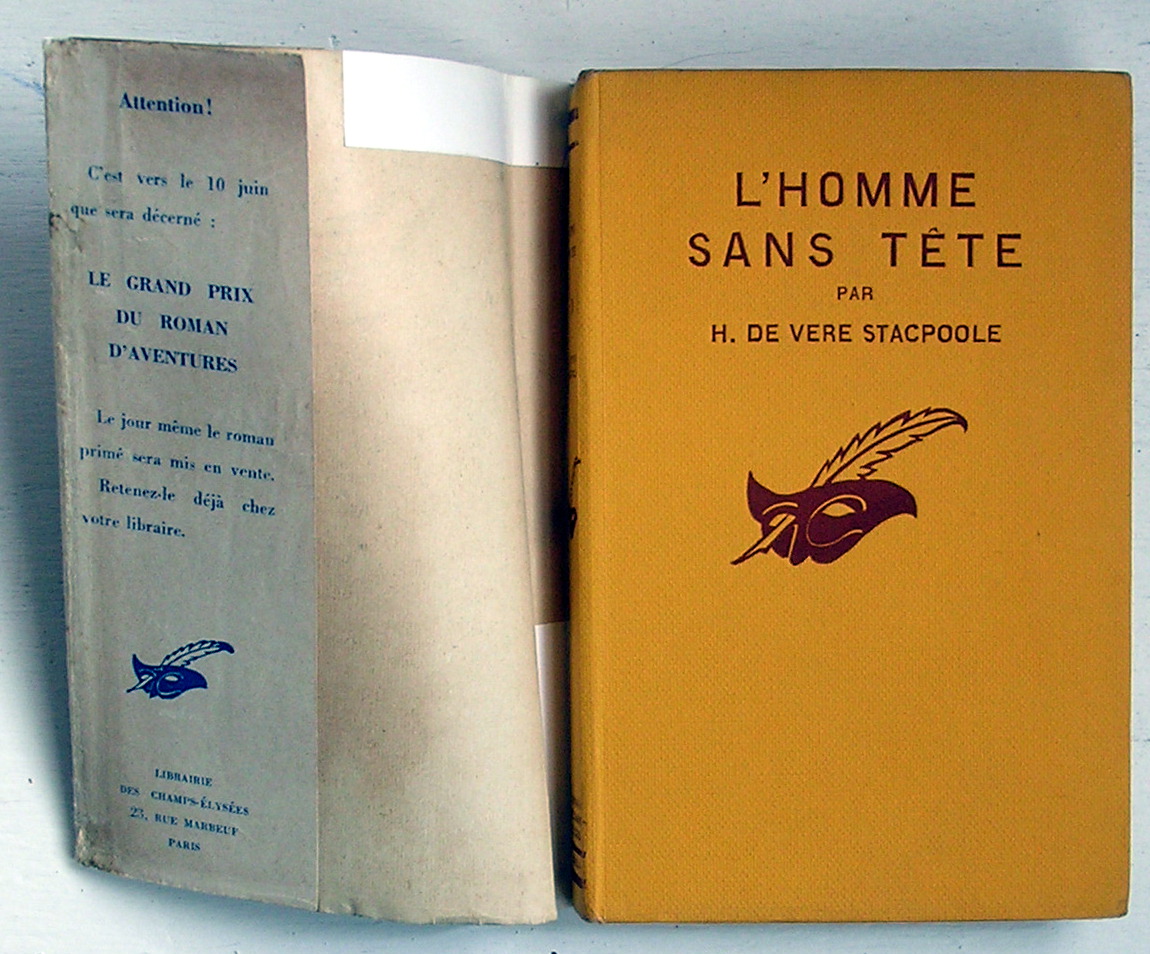 Attention!
C'est vers le 10 juin
que sera décerné :
LE GRAND PRIX
DU ROMAN
D'AVENTURES
Le jour même le roman
primé sera mis en vente.
Retenez-le déjà chez
votre libraire.
LIBRAIRIE
DES CHAMPS-ÉLYSÉES
23, RUE MARBEUF
PARIS
L'HOMME
SANS TÊTE
PAR
H. DE VERE STACPOOLE